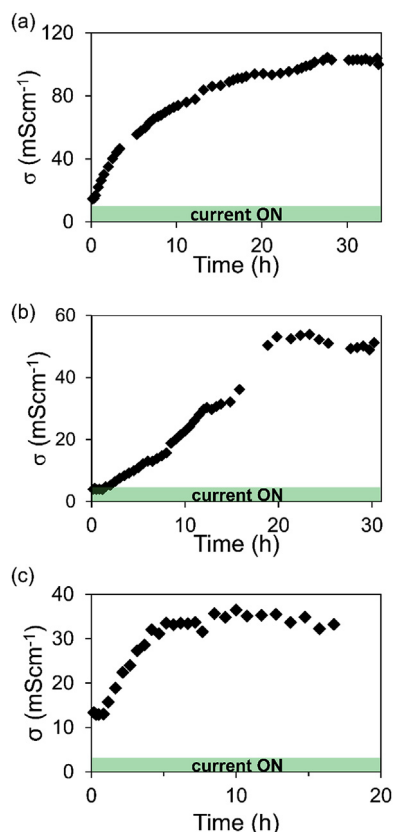 (a)
120
80
40
0
σ (mScm⁻¹)
current ON
0 10 20 30
Time (h)
(b)
60
40
20
0
σ (mScm⁻¹)
current ON
0 10 20 30
Time (h)
(c)
40
30
20
10
0
σ (mScm⁻¹)
current ON
0 10 20
Time (h)